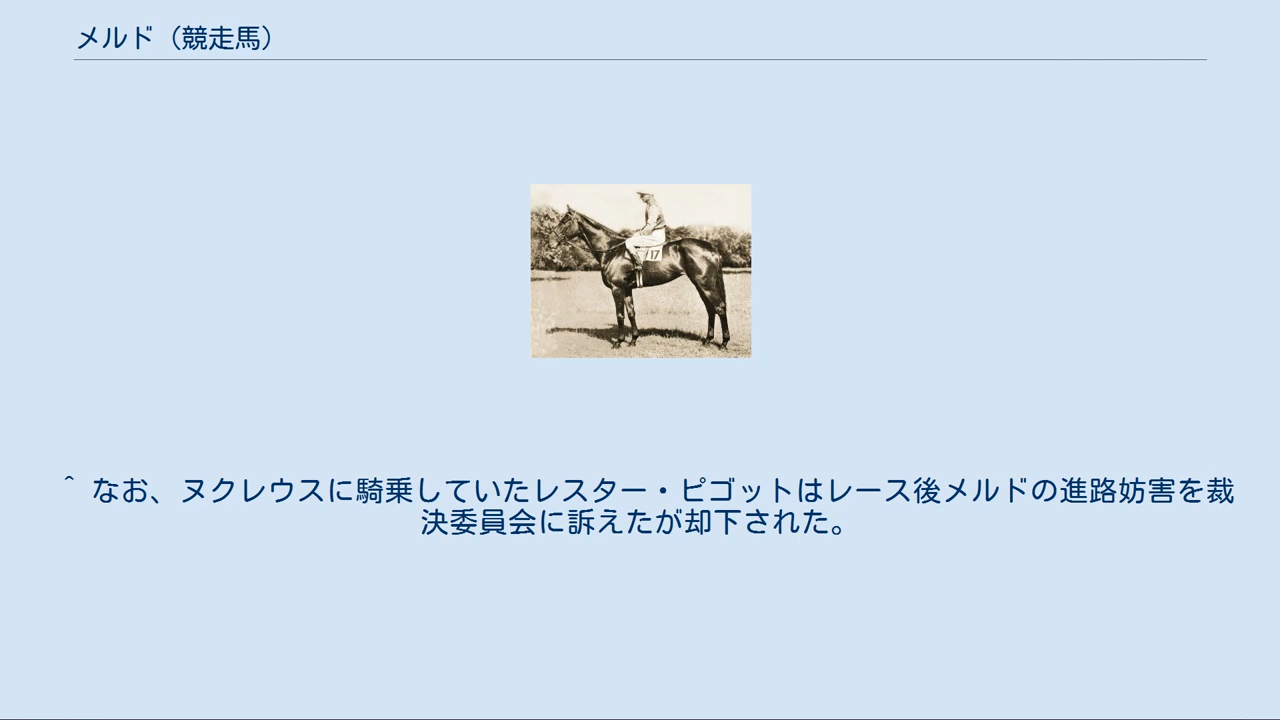 メルド（競走馬）
17
^ なお、ヌクレウスに騎乗していたレスター・ピゴットはレース後メルドの進路妨害を裁
決委員会に訴えたが却下された。